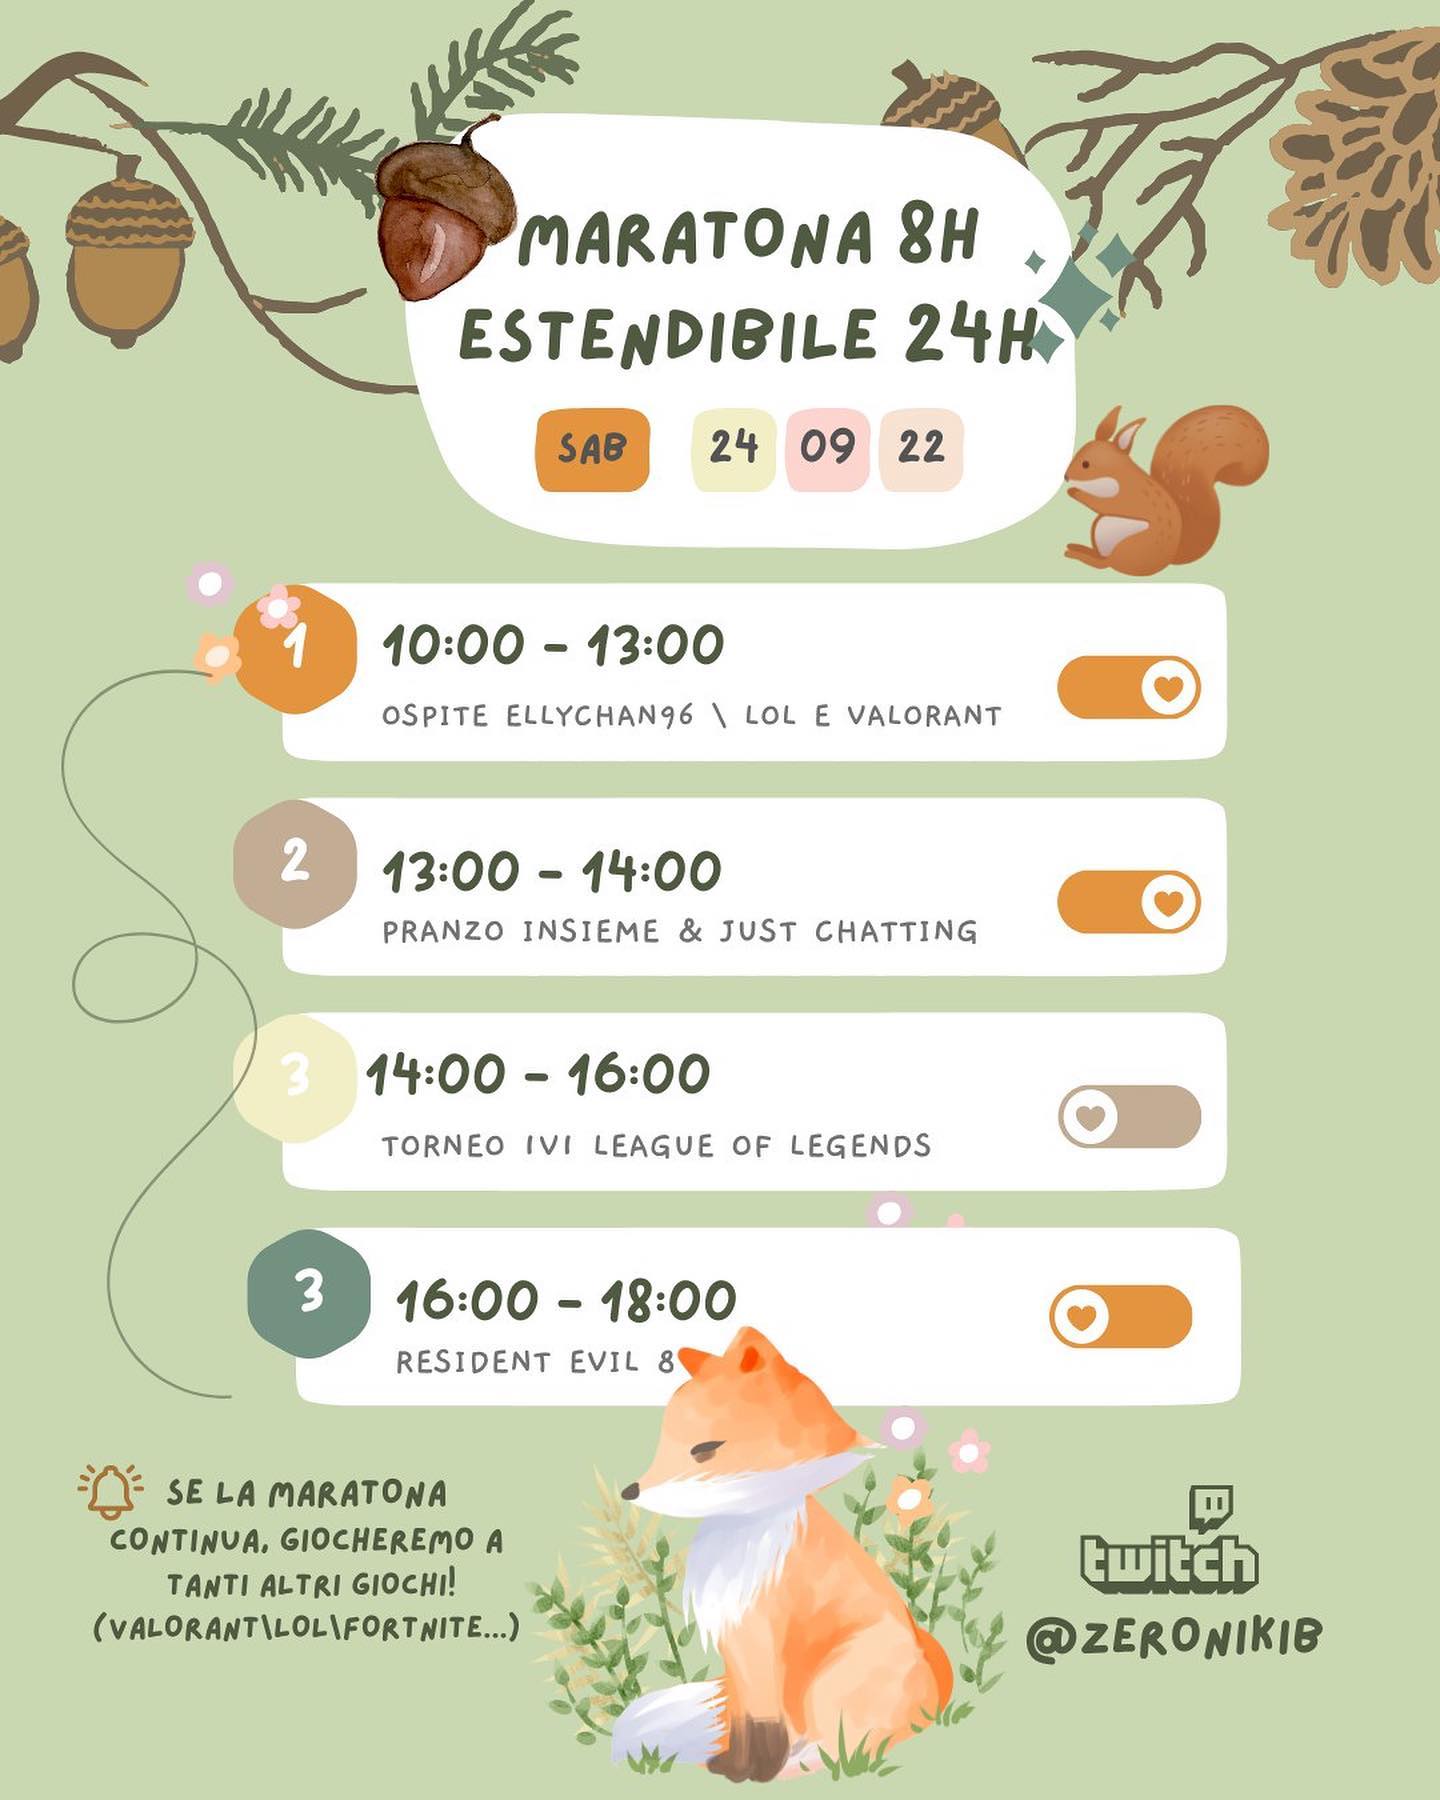 MARATONA 8H
ESTENDIBILE 24H
SAB 24 09 22
1
10:00 - 13:00
OSPITE ELLYCHAN96 \ LOL E VALORANT
2
13:00 - 14:00
PRANZO INSIEME & JUST CHATTING
3
14:00 - 16:00
TORNEO 1V1 LEAGUE OF LEGENDS
3
16:00 - 18:00
RESIDENT EVIL 8
SE LA MARATONA
CONTINUA, GIOCHEREMO A
TANTI ALTRI GIOCHI!
(VALORANT\LOL\FORTNITE...)
twitch
@ZERONIKIB